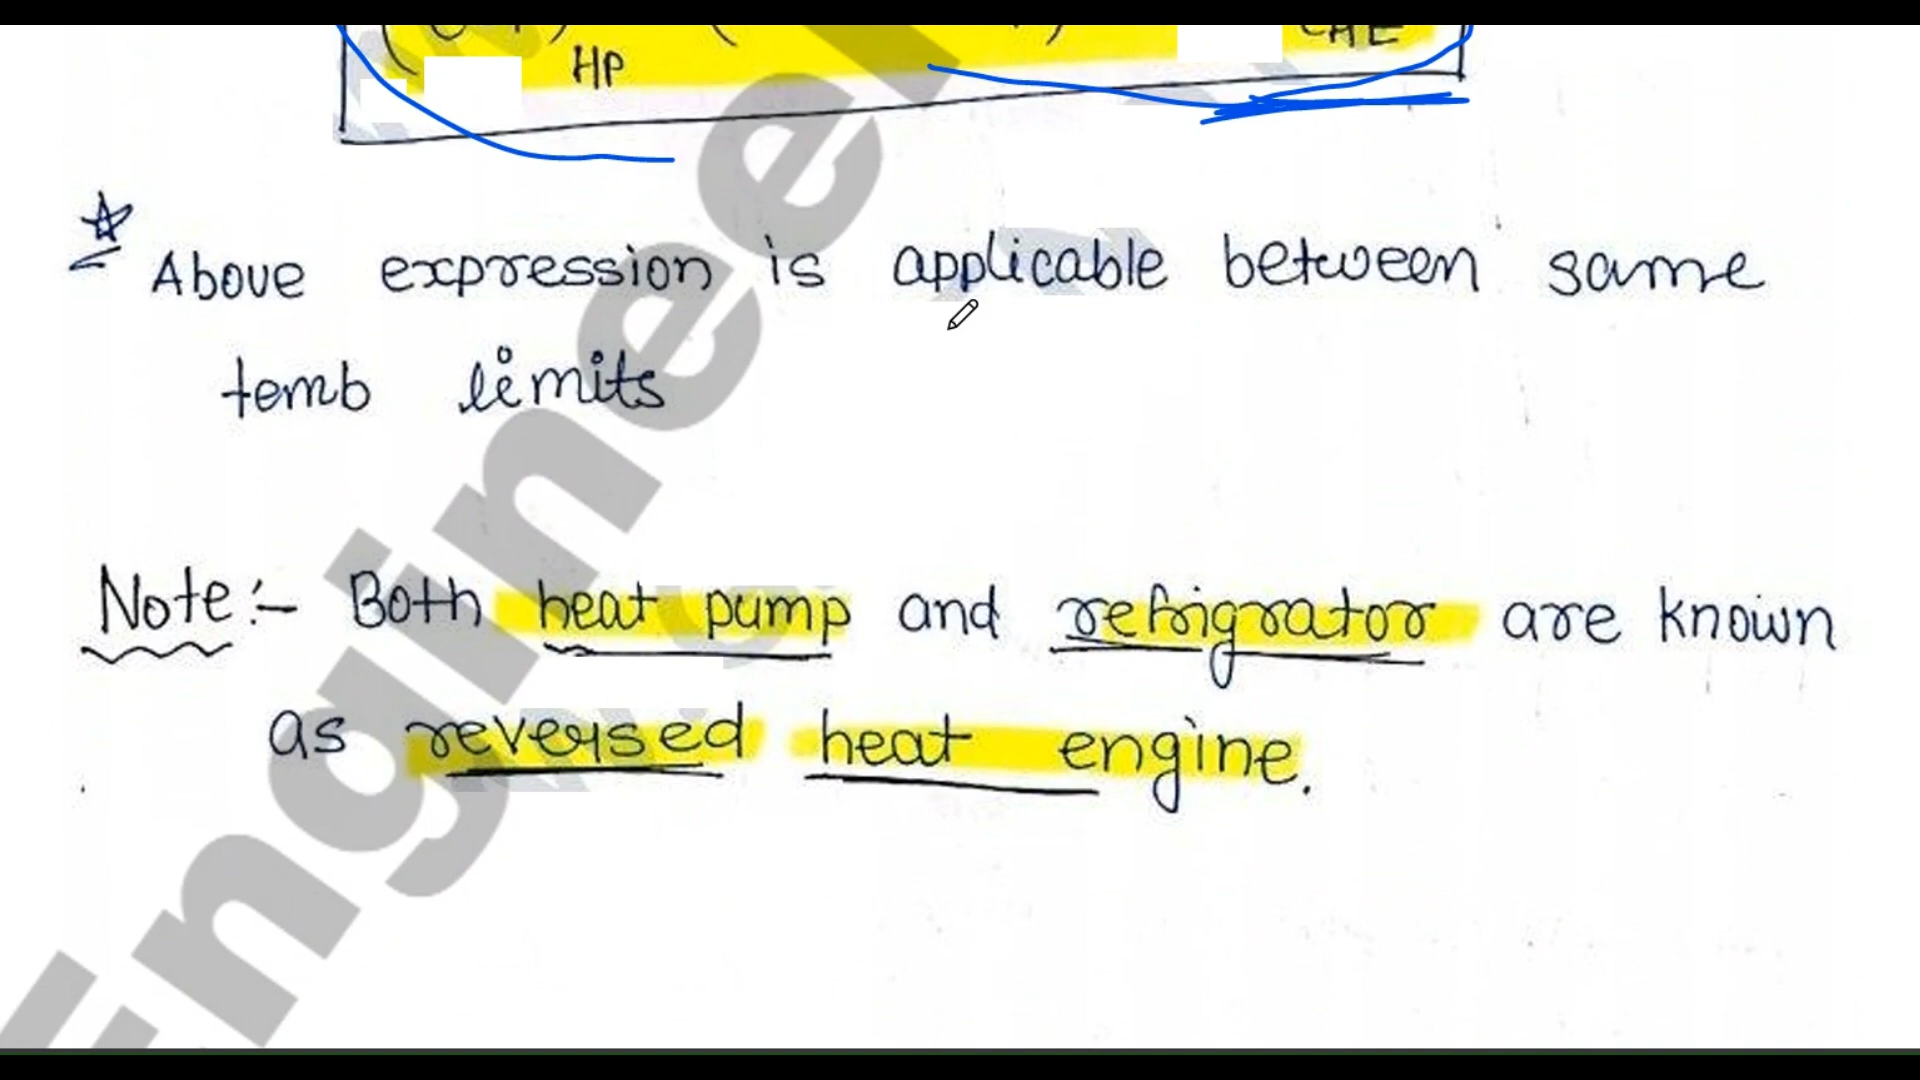 HP
Above expression is applicable between same
temb limits
Note:- Both heat pump and refrigrator are known
as reversed heat engine.
Engineer